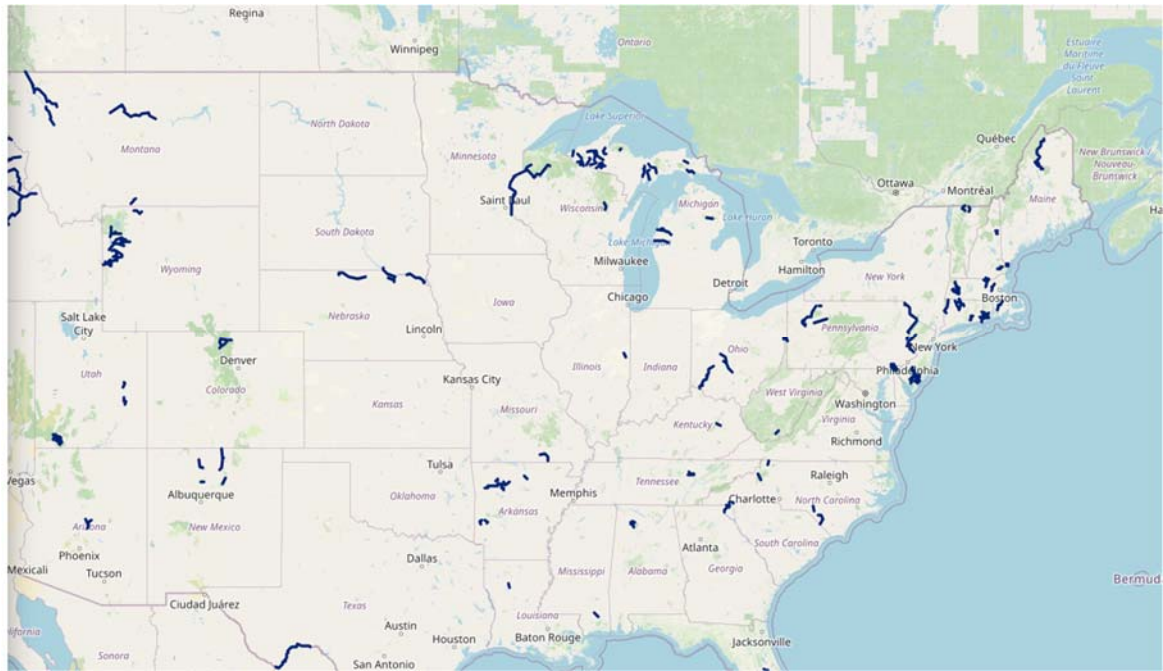 Regina
Winnipeg
Ontario
Estuaire
Maritime
du Fleuve
Saint
Laurent
Lake Superior
North Dakota
Québec
Montana
Minnesota
New Brunswick /
Nouveau-
Brunswick
Ottawa
Montréal
Maine
Ha
Saint Paul
Wisconsin
Michigan
Lake Huron
South Dakota
Toronto
Lake Michigan
Wyoming
Milwaukee
Hamilton
New York
Detroit
Boston
Chicago
Iowa
Salt Lake
City
Nebraska
Lincoln
Pennsylvania
New York
Denver
Ohio
Utah
Illinois
Indiana
Philadelphia
Kansas City
Colorado
West Virginia
Kansas
Washington
Missouri
Virginia
Kentucky
Richmond
Tulsa
Vegas
Raleigh
Tennessee
Albuquerque
Oklahoma
Memphis
Charlotte
North Carolina
Arkansas
Arizona
New Mexico
South Carolina
Phoenix
Atlanta
Dallas
Mexicali
Tucson
Mississippi
Alabama
Georgia
Bermuda
Ciudad Juárez
Texas
Louisiana
Austin
California
Houston
Baton Rouge
Jacksonville
Sonora
San Antonio